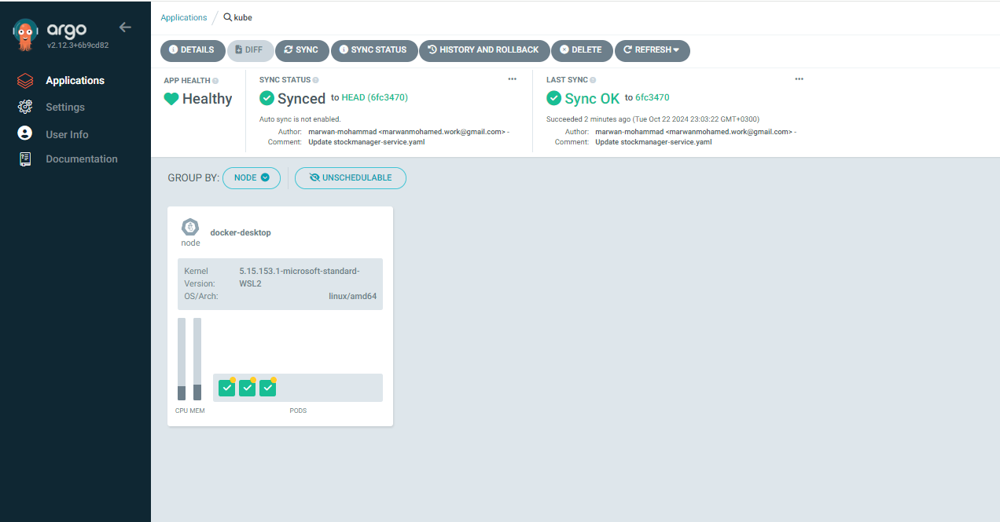 argo
v2.12.3+6b9cd82
Applications
Settings
User Info
Documentation
Applications / kube
DETAILS DIFF SYNC SYNC STATUS HISTORY AND ROLLBACK DELETE REFRESH
APP HEALTH
Healthy
SYNC STATUS
Synced to HEAD (6fc3470)
Auto sync is not enabled.
Author: marwan-mohammad <marwanmohamed.work@gmail.com> -
Comment: Update stockmanager-service.yaml
LAST SYNC
Sync OK to 6fc3470
Succeeded 2 minutes ago (Tue Oct 22 2024 23:03:22 GMT+0300)
Author: marwan-mohammad <marwanmohamed.work@gmail.com> -
Comment: Update stockmanager-service.yaml
GROUP BY: NODE UNSCHEDULABLE
node
docker-desktop
Kernel Version: 5.15.153.1-microsoft-standard-WSL2
OS/Arch: linux/amd64
CPU MEM PODS